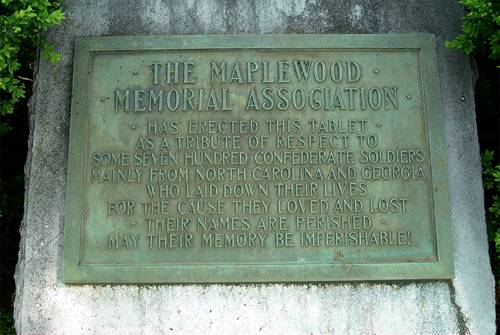 · THE MAPLEWOOD ·
· MEMORIAL ASSOCIATION ·
· HAS ERECTED THIS TABLET ·
AS A TRIBUTE OF RESPECT TO
SOME SEVEN HUNDRED CONFEDERATE SOLDIERS
MAINLY FROM NORTH CAROLINA AND GEORGIA
WHO LAID DOWN THEIR LIVES
FOR THE CAUSE THEY LOVED AND LOST
· THEIR NAMES ARE PERISHED ·
MAY THEIR MEMORY BE IMPERISHABLE!